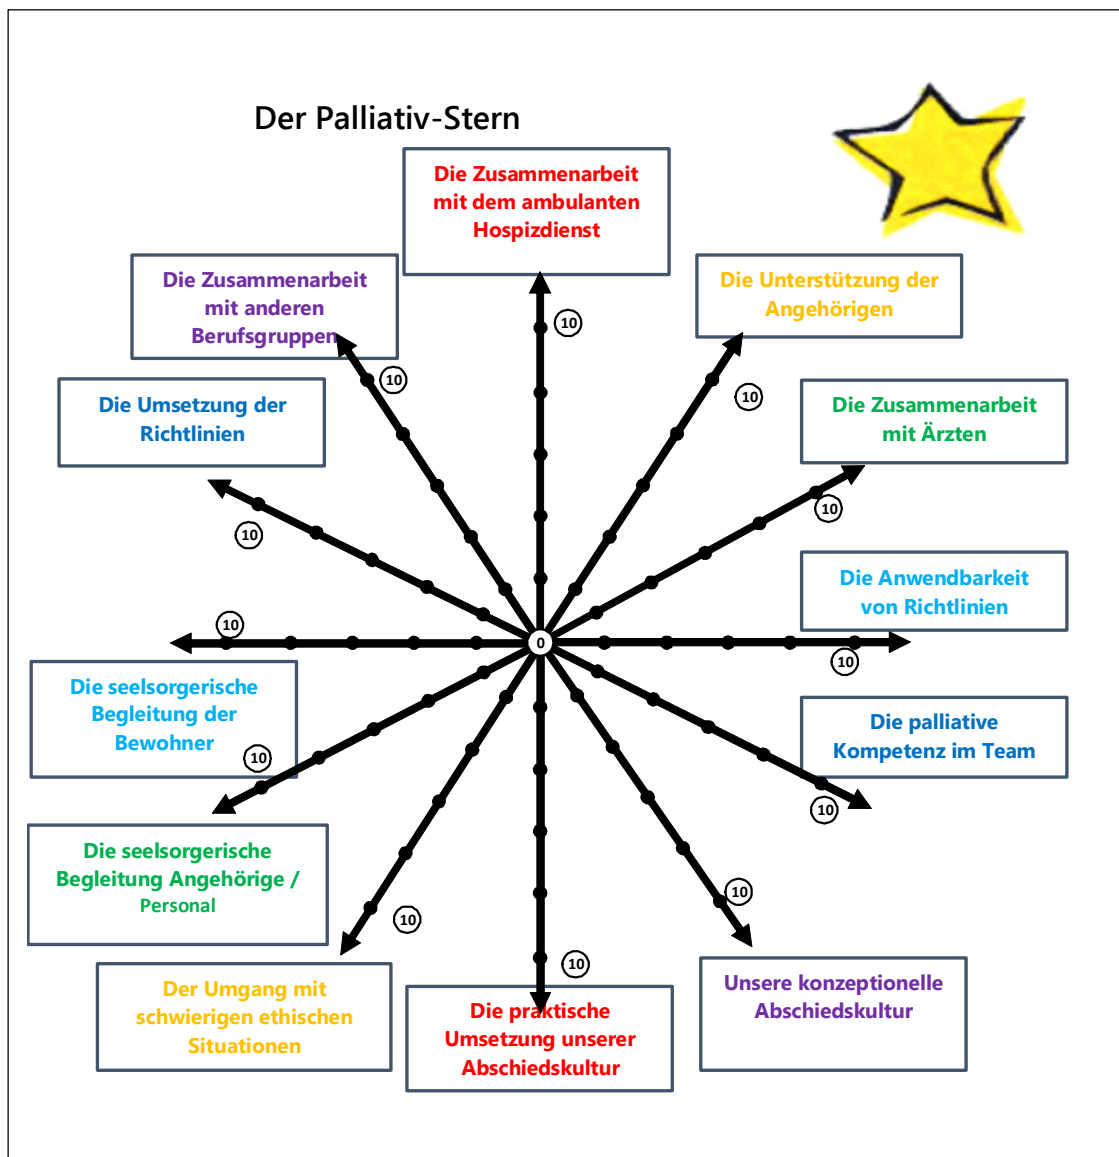 Der Palliativ-Stern
Die Zusammenarbeit
mit dem ambulanten
Hospizdienst
Die Zusammenarbeit
mit anderen
Berufsgruppen
Die Unterstützung der
Angehörigen
10
10
10
Die Umsetzung der
Richtlinien
Die Zusammenarbeit
mit Ärzten
10
10
Die Anwendbarkeit
von Richtlinien
10
0
10
Die seelsorgerische
Begleitung der
Bewohner
Die palliative
Kompetenz im Team
10
10
Die seelsorgerische
Begleitung Angehörige /
Personal
10
10
10
Der Umgang mit
schwierigen ethischen
Situationen
Die praktische
Umsetzung unserer
Abschiedskultur
Unsere konzeptionelle
Abschiedskultur